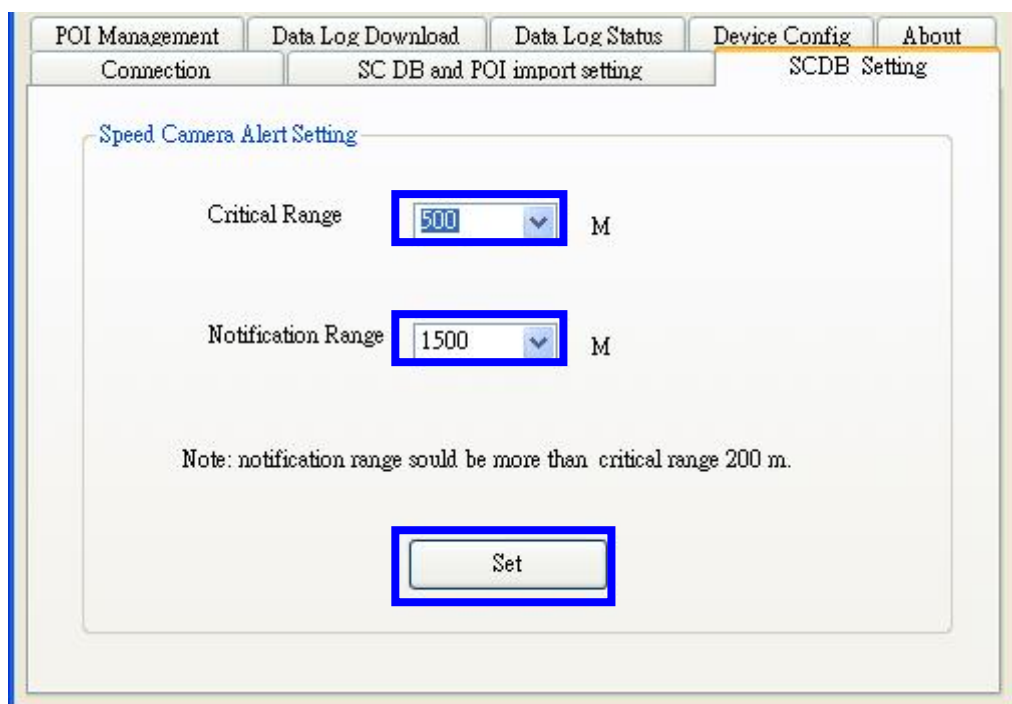 POI Management Data Log Download Data Log Status Device Config About
Connection SC DB and POI import setting SCDB Setting
Speed Camera Alert Setting
Critical Range 500 M
Notification Range 1500 M
Note: notification range sould be more than critical range 200 m.
Set